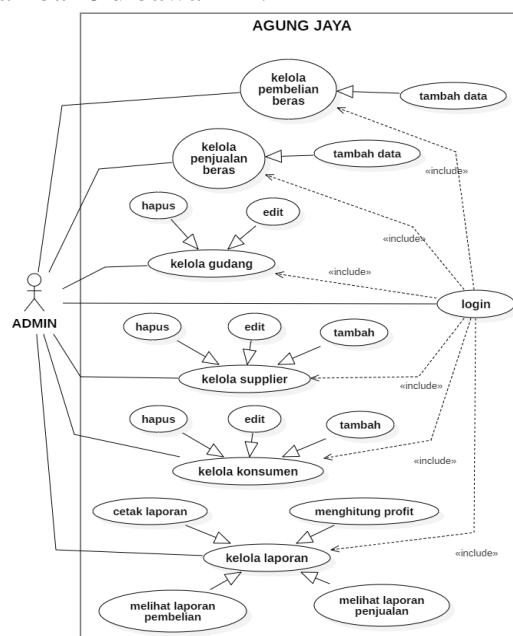 AGUNG JAYA
kelola
pembelian
beras
tambah data
kelola
penjualan
beras
tambah data
«include»
hapus
edit
«include»
kelola gudang
«include»
ADMIN
login
hapus
edit
tambah
kelola supplier
«include»
hapus
edit
tambah
kelola konsumen
«include»
cetak laporan
menghitung profit
kelola laporan
«include»
melihat laporan
pembelian
melihat laporan
penjualan